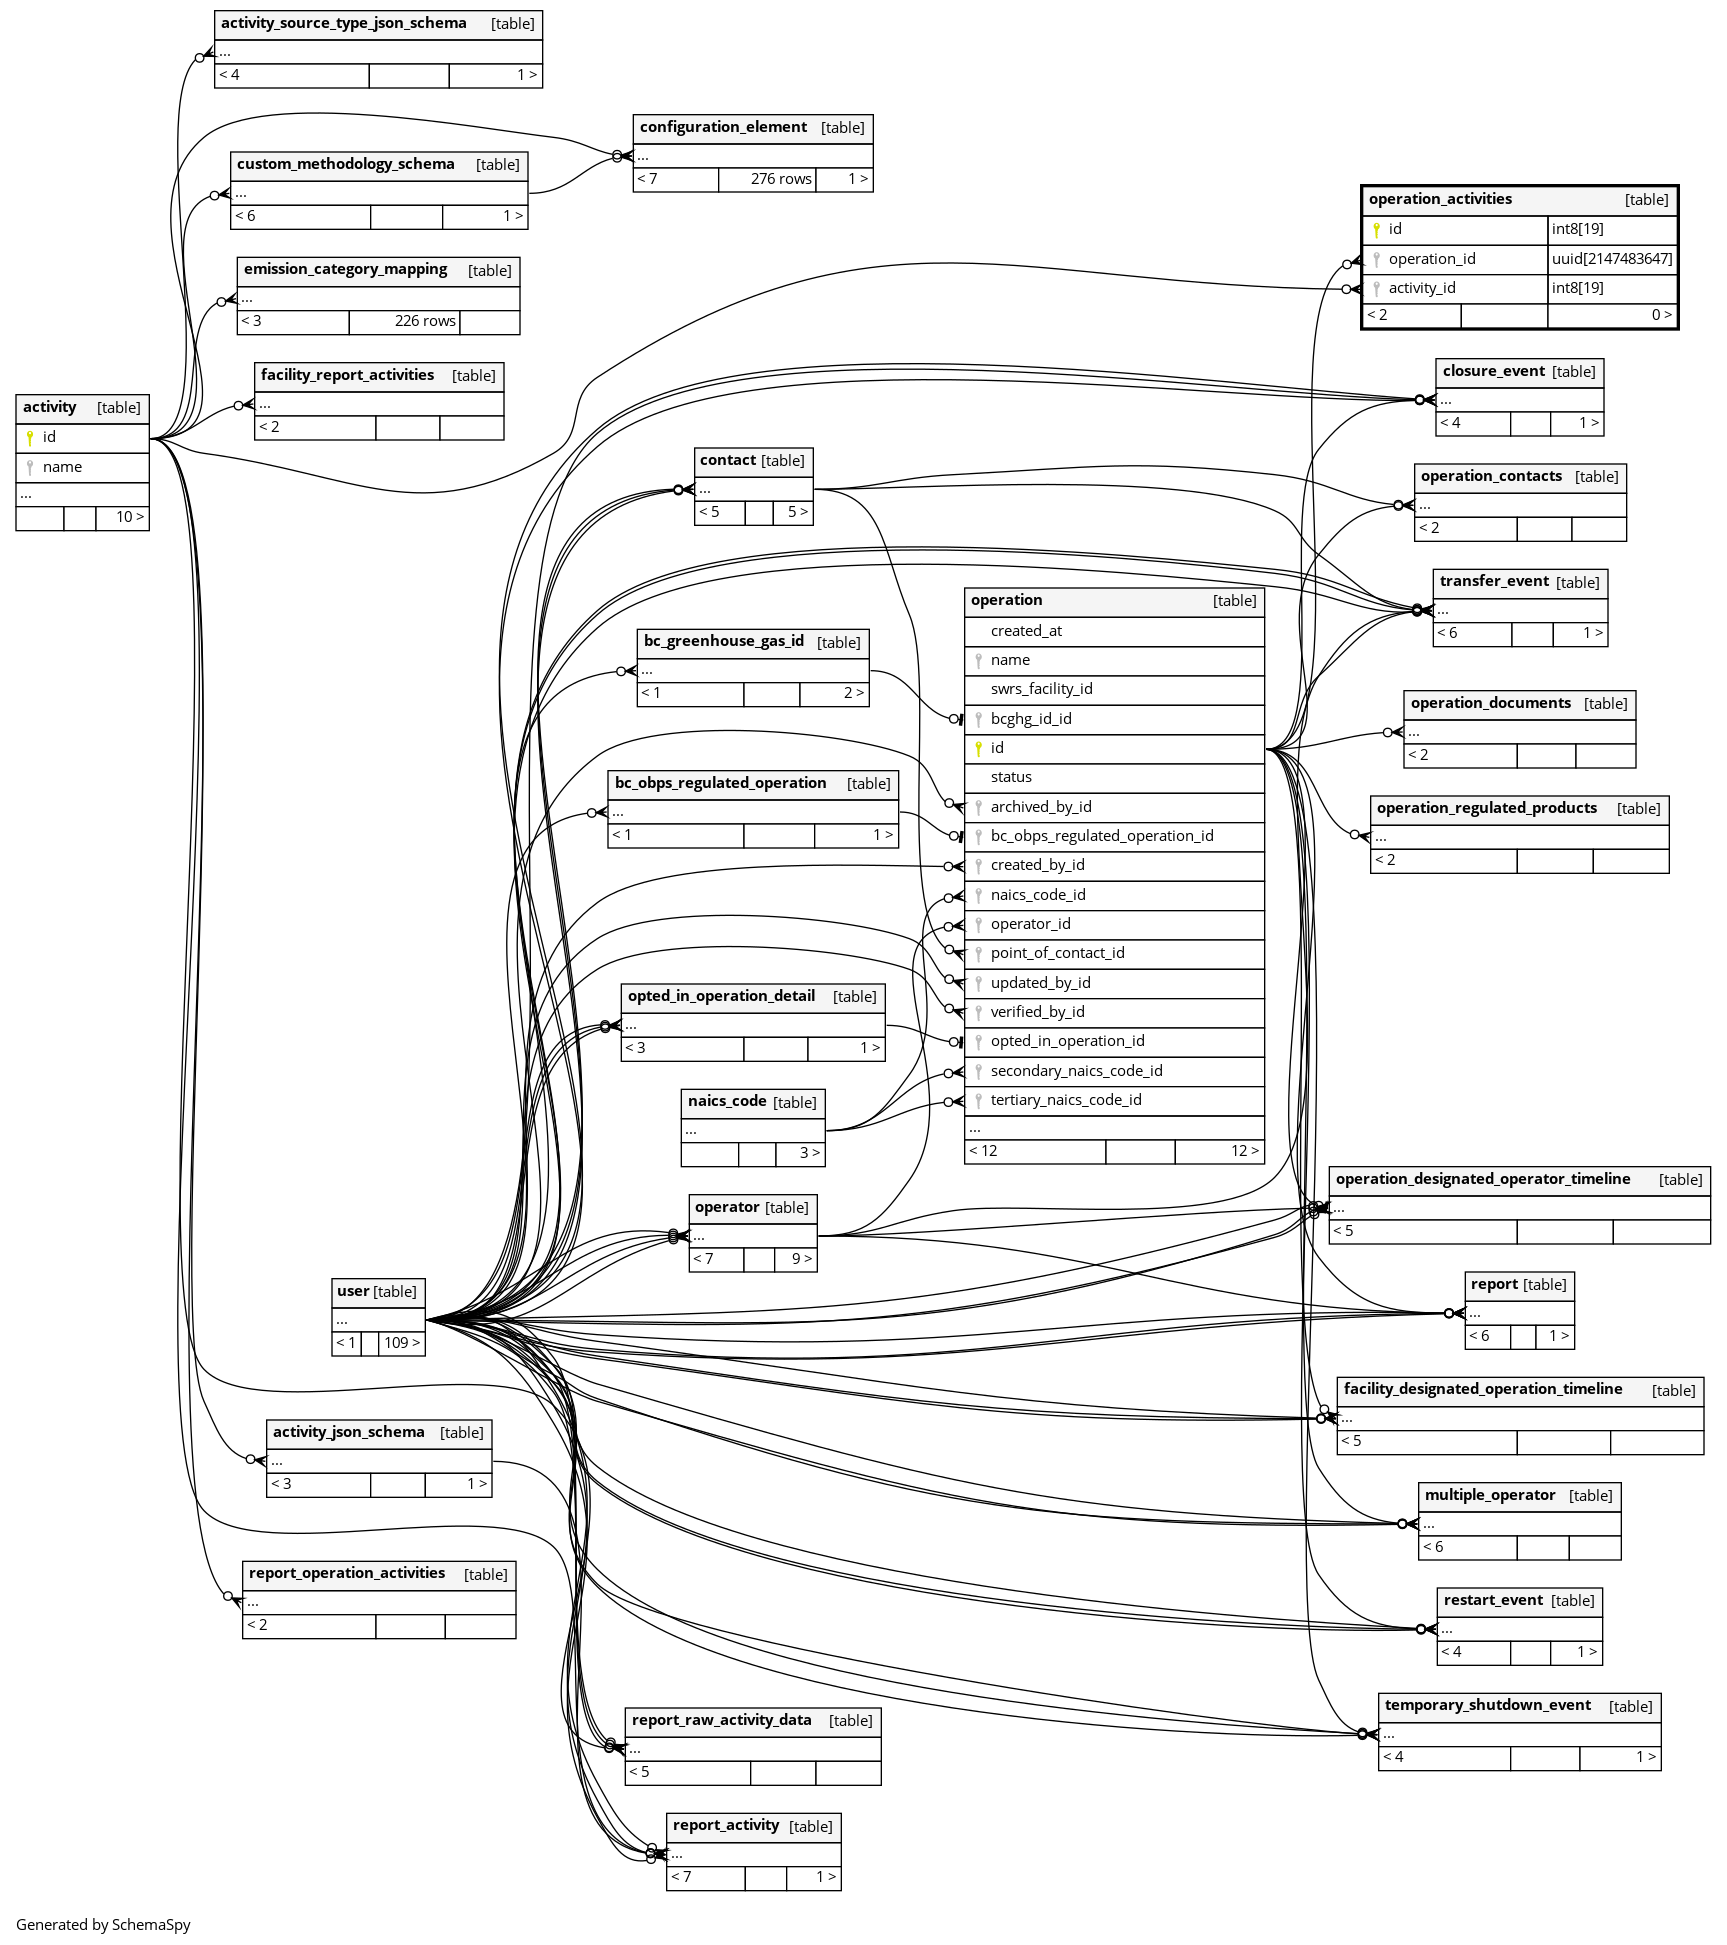 activity_source_type_json_schema [table]
...
< 4 1 >
configuration_element [table]
...
< 7 276 rows 1 >
custom_methodology_schema [table]
...
< 6 1 >
operation_activities [table]
id int8[19]
operation_id uuid[2147483647]
activity_id int8[19]
< 2 0 >
emission_category_mapping [table]
...
< 3 226 rows
facility_report_activities [table]
...
< 2
closure_event [table]
...
< 4 1 >
activity [table]
id
name
...
10 >
contact [table]
...
< 5 5 >
operation_contacts [table]
...
< 2
transfer_event [table]
...
< 6 1 >
operation [table]
created_at
name
swrs_facility_id
bcghg_id_id
id
status
archived_by_id
bc_obps_regulated_operation_id
created_by_id
naics_code_id
operator_id
point_of_contact_id
updated_by_id
verified_by_id
opted_in_operation_id
secondary_naics_code_id
tertiary_naics_code_id
...
< 12 12 >
bc_greenhouse_gas_id [table]
...
< 1 2 >
operation_documents [table]
...
< 2
bc_obps_regulated_operation [table]
...
< 1 1 >
operation_regulated_products [table]
...
< 2
opted_in_operation_detail [table]
...
< 3 1 >
naics_code [table]
...
3 >
operation_designated_operator_timeline [table]
...
< 5
operator [table]
...
< 7 9 >
user [table]
...
< 1 109 >
report [table]
...
< 6 1 >
facility_designated_operation_timeline [table]
...
< 5
activity_json_schema [table]
...
< 3 1 >
multiple_operator [table]
...
< 6
report_operation_activities [table]
...
< 2
restart_event [table]
...
< 4 1 >
temporary_shutdown_event [table]
...
< 4 1 >
report_raw_activity_data [table]
...
< 5
report_activity [table]
...
< 7 1 >
Generated by SchemaSpy